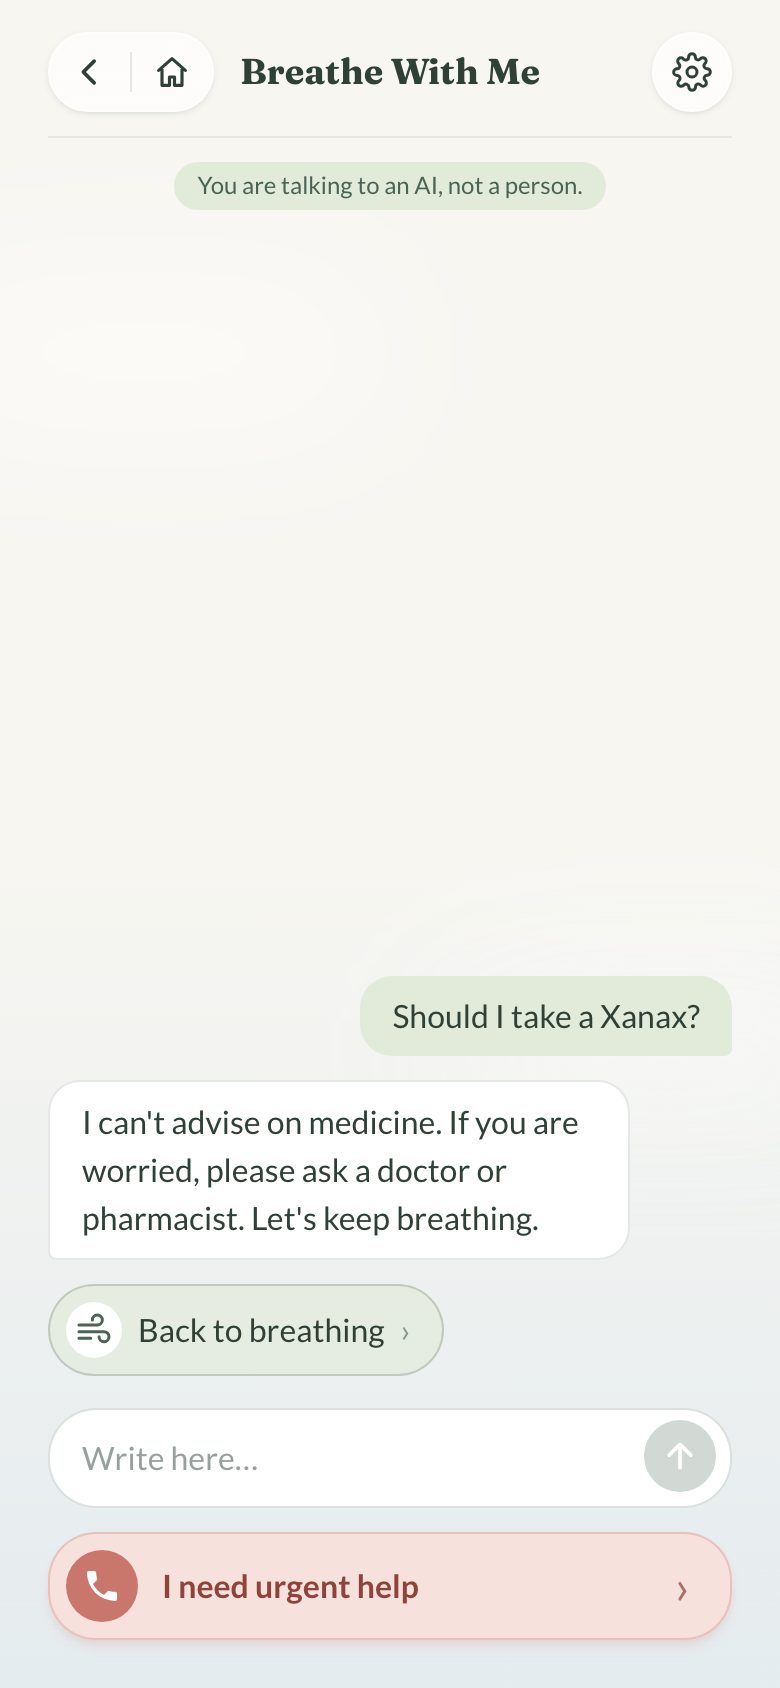 Breathe With Me
You are talking to an AI, not a person.
Should I take a Xanax?
I can't advise on medicine. If you are
worried, please ask a doctor or
pharmacist. Let's keep breathing.
Back to breathing ›
Write here...
I need urgent help ›